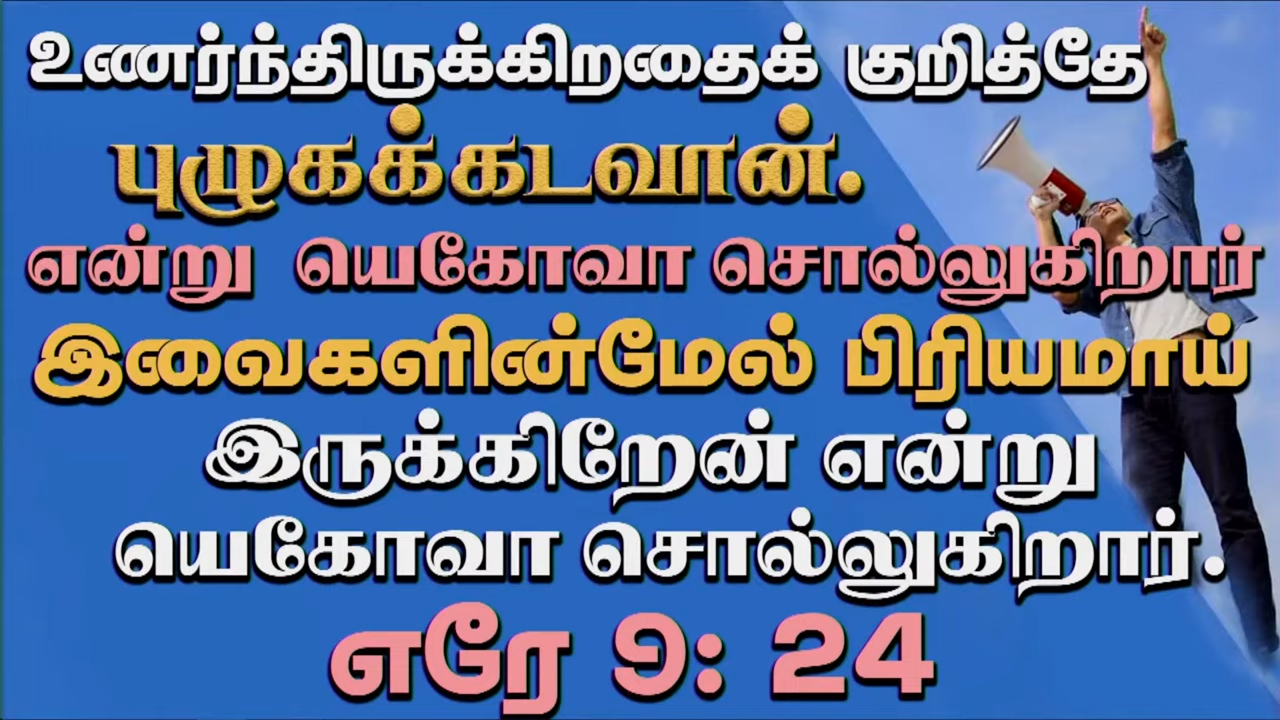 உணர்ந்திருக்கிறதைக் குறித்தே
புழுகக்கடவான்.
என்று யெகோவா சொல்லுகிறார்
இவைகளின்மேல் பிரியமாய்
இருக்கிறேன் என்று
யெகோவா சொல்லுகிறார்.
எரே 9: 24